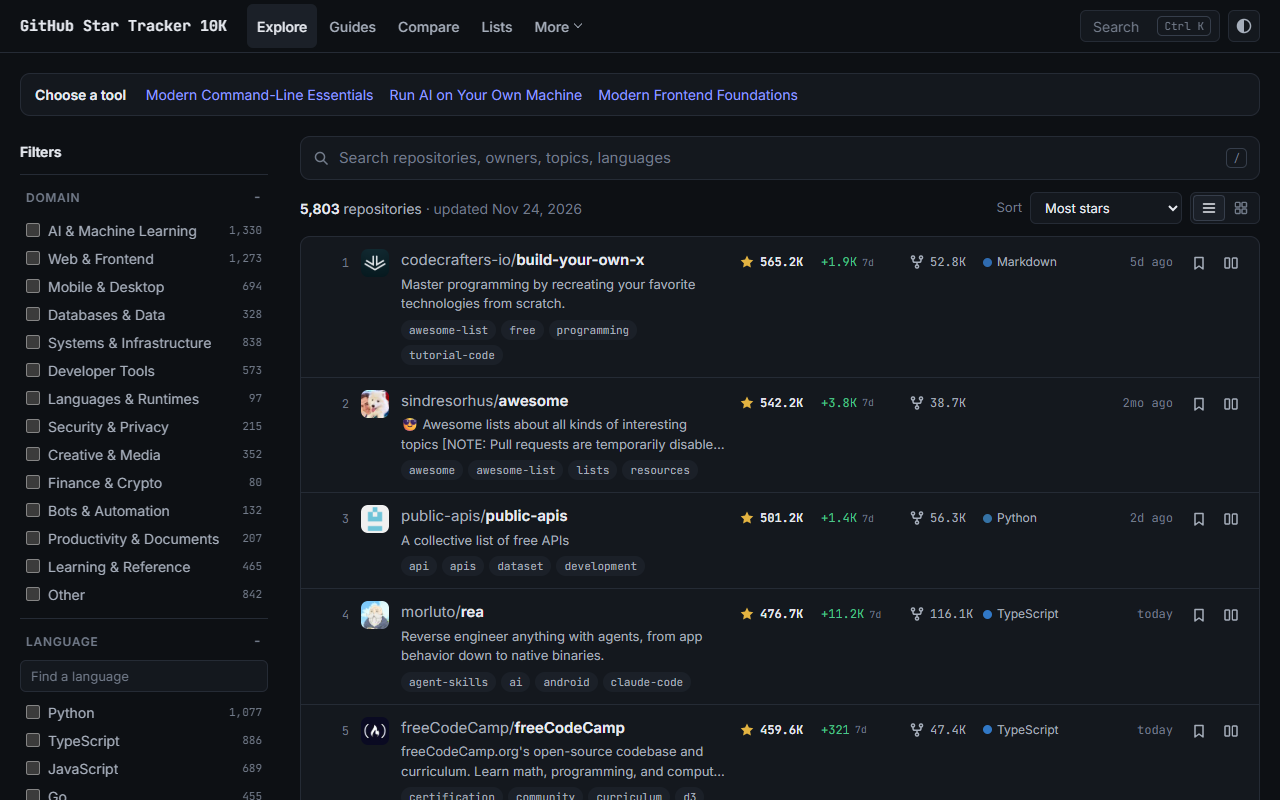 GitHub Star Tracker 10K
Explore
Guides
Compare
Lists
More
Search
Ctrl K
Choose a tool
Modern Command-Line Essentials
Run AI on Your Own Machine
Modern Frontend Foundations
Filters
DOMAIN
-
AI & Machine Learning 1,330
Web & Frontend 1,273
Mobile & Desktop 694
Databases & Data 328
Systems & Infrastructure 838
Developer Tools 573
Languages & Runtimes 97
Security & Privacy 215
Creative & Media 352
Finance & Crypto 80
Bots & Automation 132
Productivity & Documents 207
Learning & Reference 465
Other 842
LANGUAGE
-
Find a language
Python 1,077
TypeScript 886
JavaScript 689
Go 455
Search repositories, owners, topics, languages
/
5,803 repositories · updated Nov 24, 2026
Sort
Most stars
1
codecrafters-io/build-your-own-x
565.2K +1.9K 7d 52.8K Markdown 5d ago
Master programming by recreating your favorite
technologies from scratch.
awesome-list free programming
tutorial-code
2
sindresorhus/awesome
542.2K +3.8K 7d 38.7K 2mo ago
😎 Awesome lists about all kinds of interesting
topics [NOTE: Pull requests are temporarily disable...
awesome awesome-list lists resources
3
public-apis/public-apis
501.2K +1.4K 7d 56.3K Python 2d ago
A collective list of free APIs
api apis dataset development
4
morluto/rea
476.7K +11.2K 7d 116.1K TypeScript today
Reverse engineer anything with agents, from app
behavior down to native binaries.
agent-skills ai android claude-code
5
freeCodeCamp/freeCodeCamp
459.6K +321 7d 47.4K TypeScript today
freeCodeCamp.org's open-source codebase and
curriculum. Learn math, programming, and comput...
certification community curriculum d3